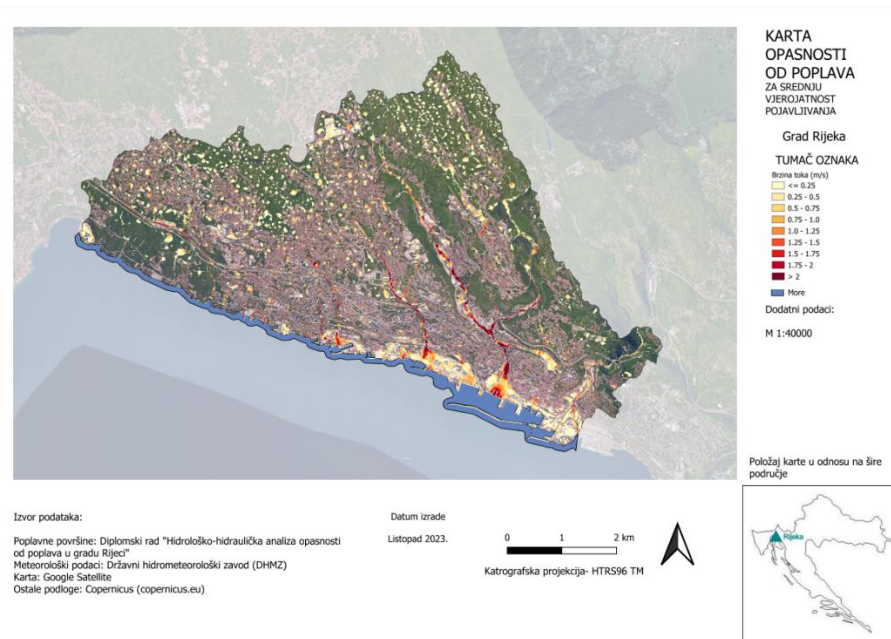 KARTA
OPASNOSTI
OD POPLAVA
ZA SREDNJU
VJEROJATNOST
POJAVLJIVANJA
Grad Rijeka
TUMAČ OZNAKA
Brzina toka (m/s)
<= 0.25
0.25 - 0.5
0.5 - 0.75
0.75 - 1.0
1.0 - 1.25
1.25 - 1.5
1.5 - 1.75
1.75 - 2
> 2
More
Dodatni podaci:
M 1:40000
Položaj karte u odnosu na šire
područje
Rijeka
Izvor podataka:
Poplavne površine: Diplomski rad "Hidrološko-hidraulička analiza opasnosti
od poplava u gradu Rijeci"
Meteorološki podaci: Državni hidrometeorološki zavod (DHMZ)
Karta: Google Satellite
Ostale podloge: Copernicus (copernicus.eu)
Datum izrade
Listopad 2023.
0 1 2 km
Katrografska projekcija- HTRS96 TM